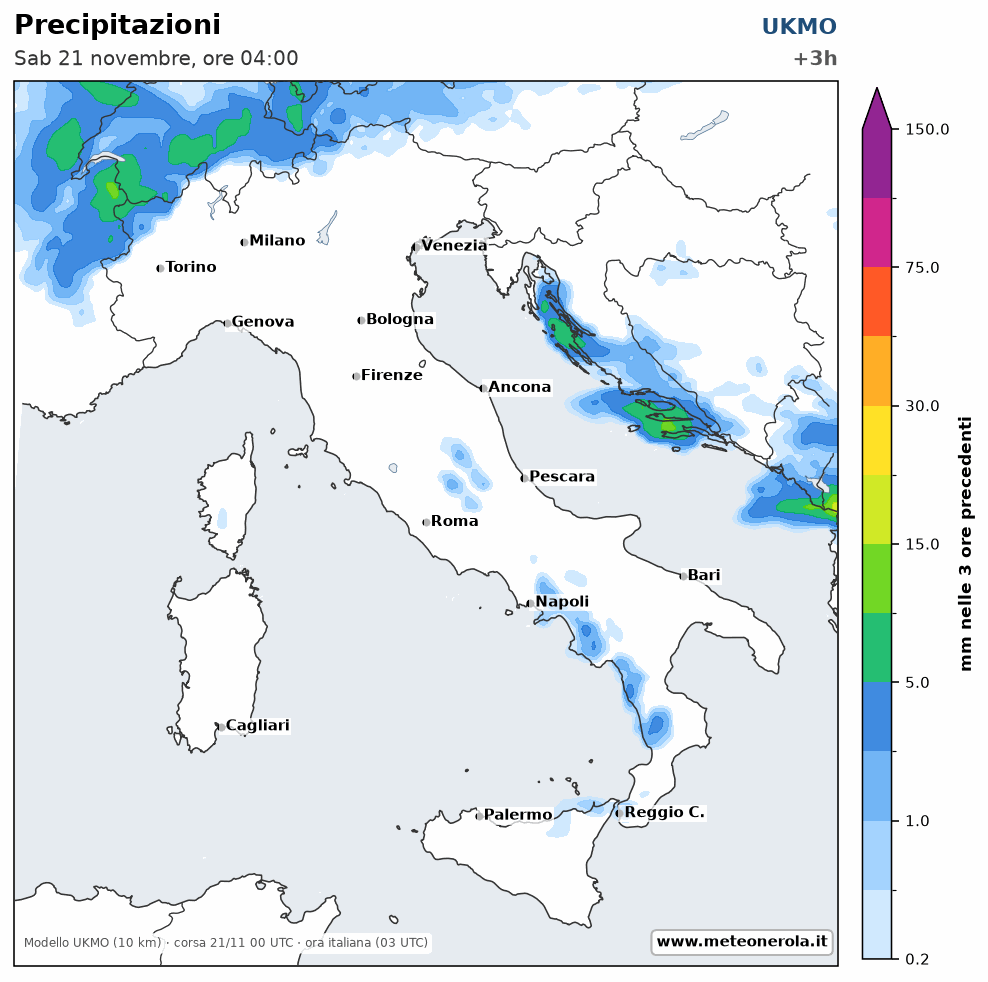 Precipitazioni
UKMO
Sab 21 novembre, ore 04:00
+3h
Milano
Venezia
Torino
Genova
Bologna
Firenze
Ancona
Pescara
Roma
Bari
Napoli
Cagliari
Palermo
Reggio C.
150.0
75.0
30.0
15.0
5.0
1.0
0.2
mm nelle 3 ore precedenti
Modello UKMO (10 km) · corsa 21/11 00 UTC · ora italiana (03 UTC)
www.meteonerola.it